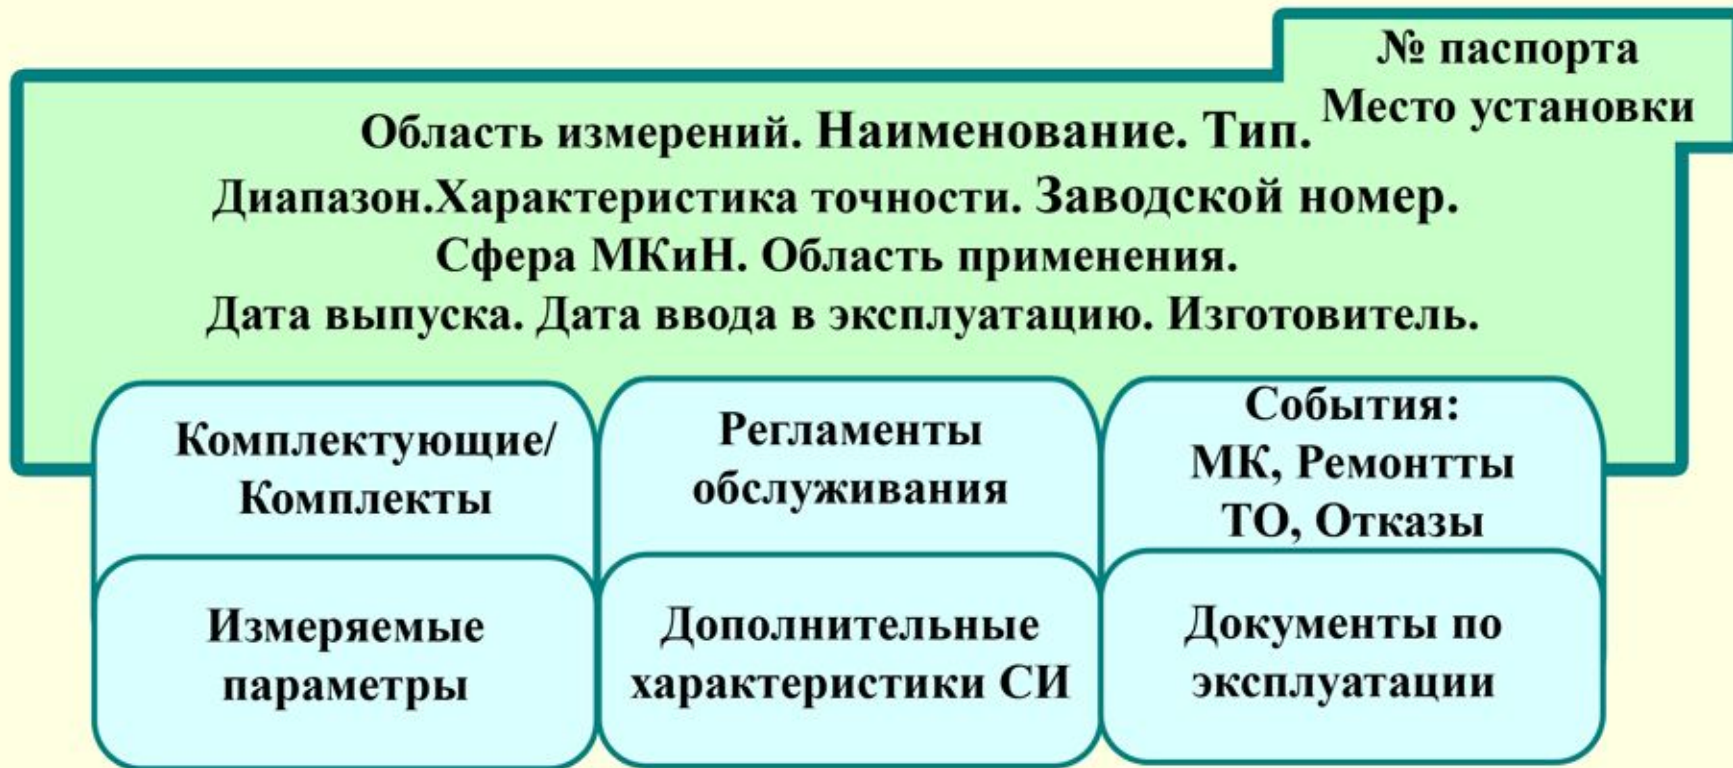 № паспорта
Место установки
Область измерений. Наименование. Тип.
Диапазон.Характеристика точности. Заводской номер.
Сфера МКиН. Область применения.
Дата выпуска. Дата ввода в эксплуатацию. Изготовитель.
Комплектующие/
Комплекты
Регламенты
обслуживания
События:
МК, Ремонтты
ТО, Отказы
Измеряемые
параметры
Дополнительные
характеристики СИ
Документы по
эксплуатации